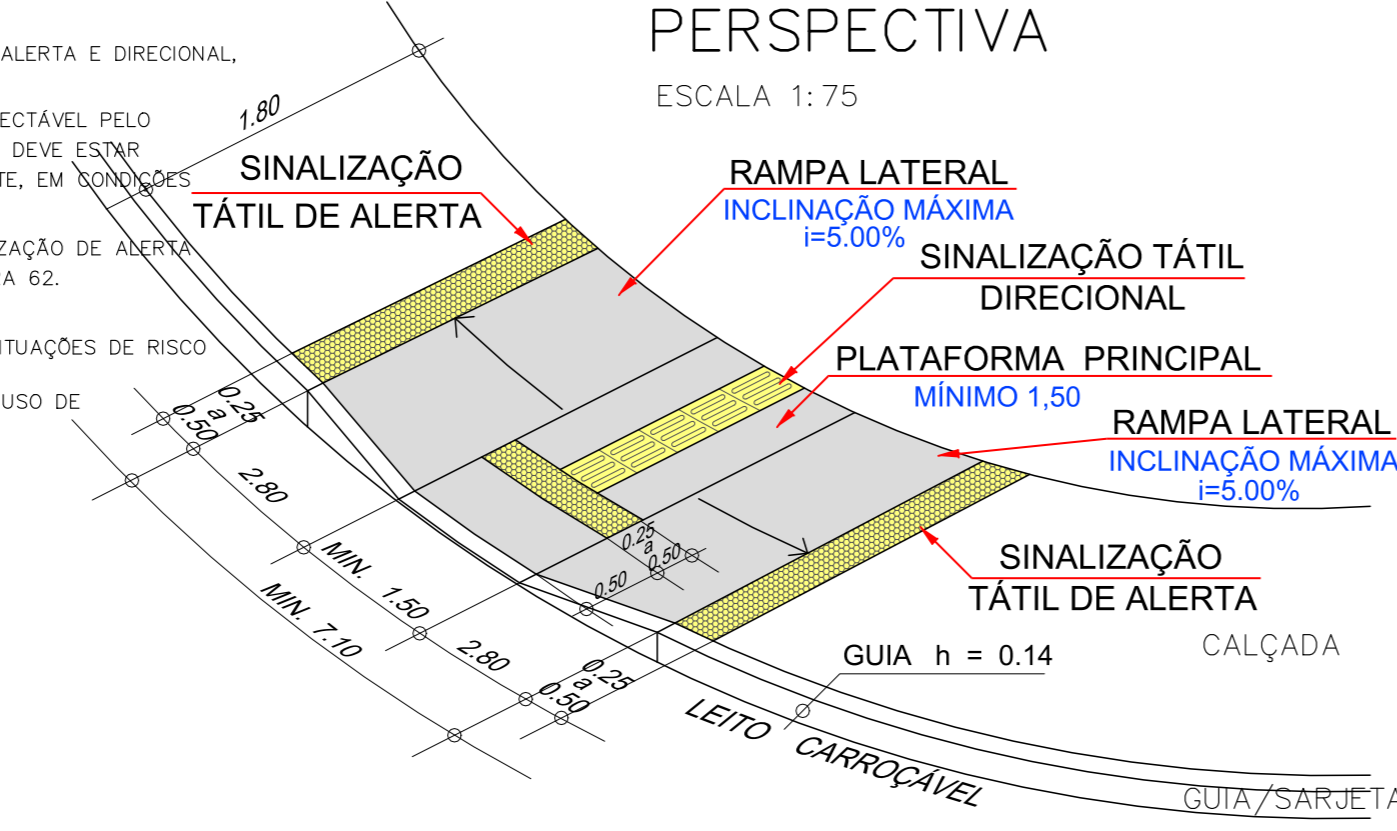 PERSPECTIVA
ESCALA 1:75
ALERTA E DIRECIONAL,
ECTÁVEL PELO
DEVE ESTAR
TE, EM CONDIÇÕES
ZAÇÃO DE ALERTA
RA 62.
ITUAÇÕES DE RISCO
USO DE
1.80
SINALIZAÇÃO
TÁTIL DE ALERTA
RAMPA LATERAL
INCLINAÇÃO MÁXIMA
i=5.00%
SINALIZAÇÃO TÁTIL
DIRECIONAL
PLATAFORMA PRINCIPAL
MÍNIMO 1,50
RAMPA LATERAL
INCLINAÇÃO MÁXIMA
i=5.00%
SINALIZAÇÃO
TÁTIL DE ALERTA
CALÇADA
GUIA h = 0.14
LEITO CARROÇÁVEL
GUIA/SARJETA
0.25
a
0.50
2.80
MIN. 1.50
2.80
0.25
a
0.50
MIN. 7.10
0.25
a
0.50
0.50